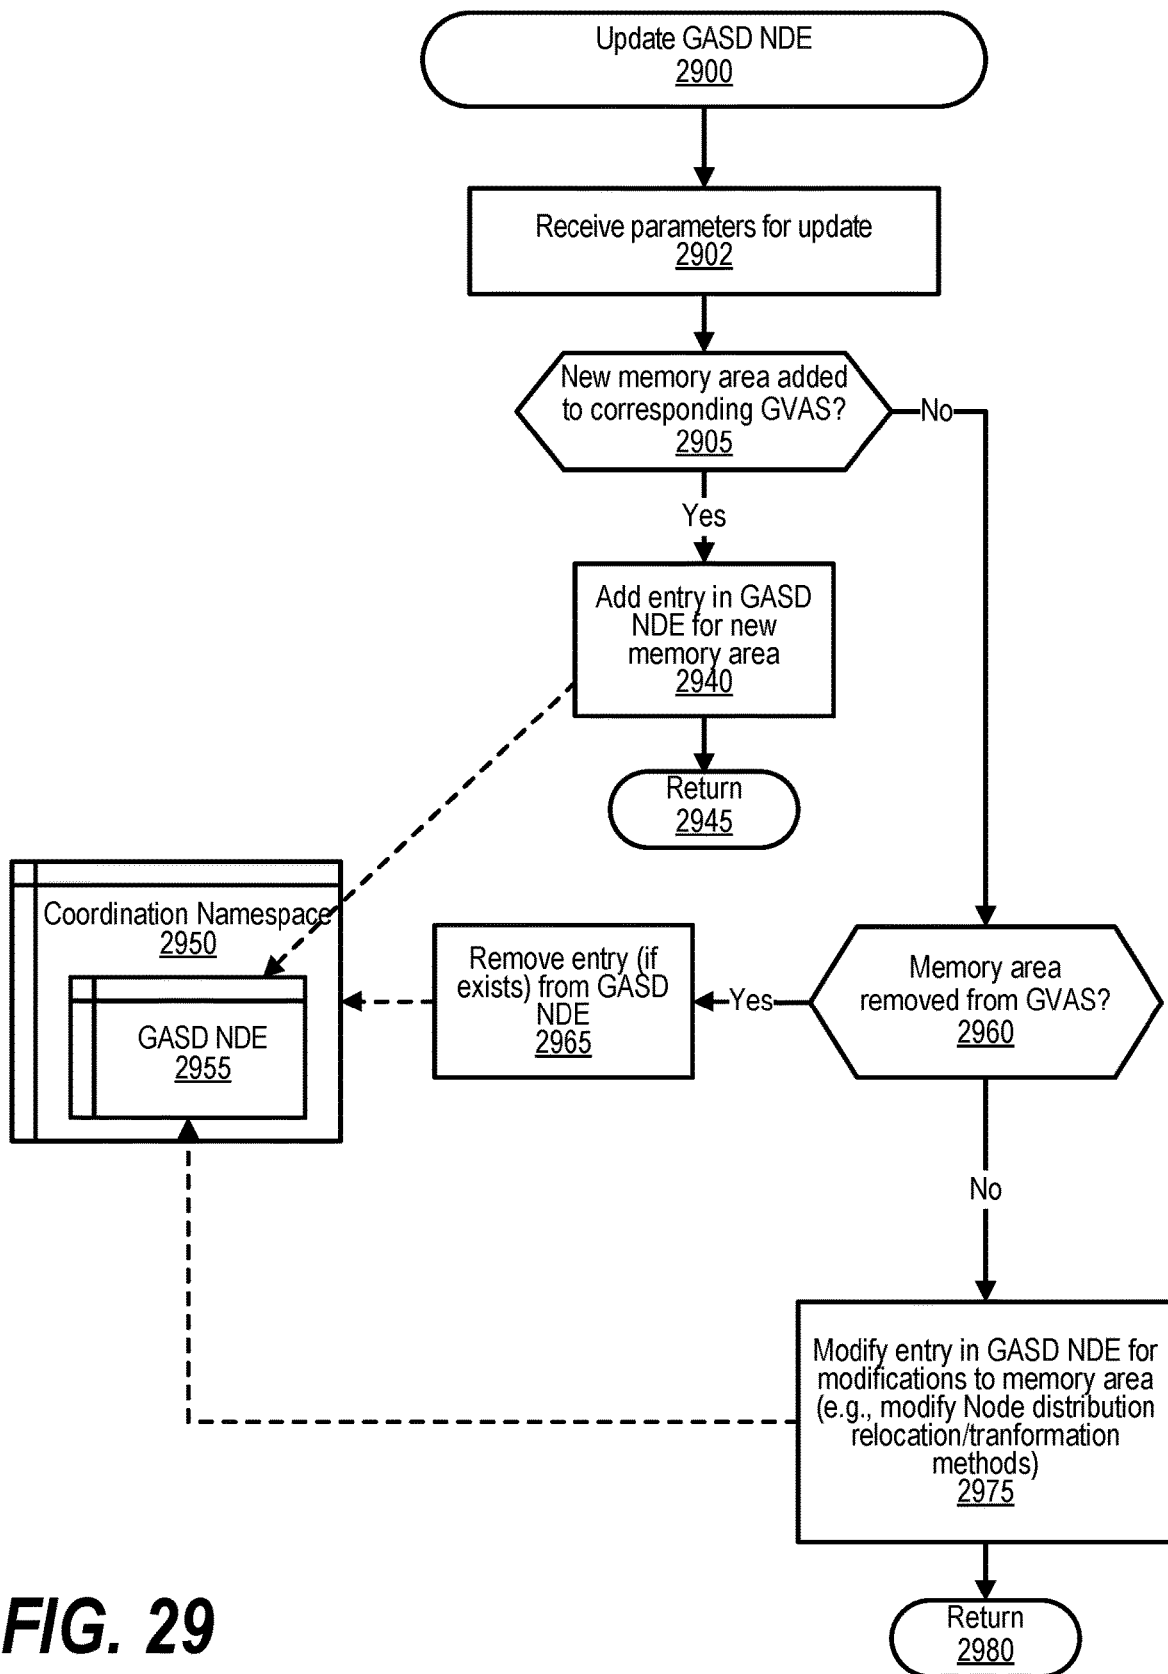 Update GASD NDE
2900
Receive parameters for update
2902
New memory area added
to corresponding GVAS?
2905
No
Yes
Add entry in GASD
NDE for new
memory area
2940
Return
2945
Coordination Namespace
2950
GASD NDE
2955
Remove entry (if
exists) from GASD
NDE
2965
Yes
Memory area
removed from GVAS?
2960
No
Modify entry in GASD NDE for
modifications to memory area
(e.g., modify Node distribution
relocation/tranformation
methods)
2975
Return
2980
FIG. 29